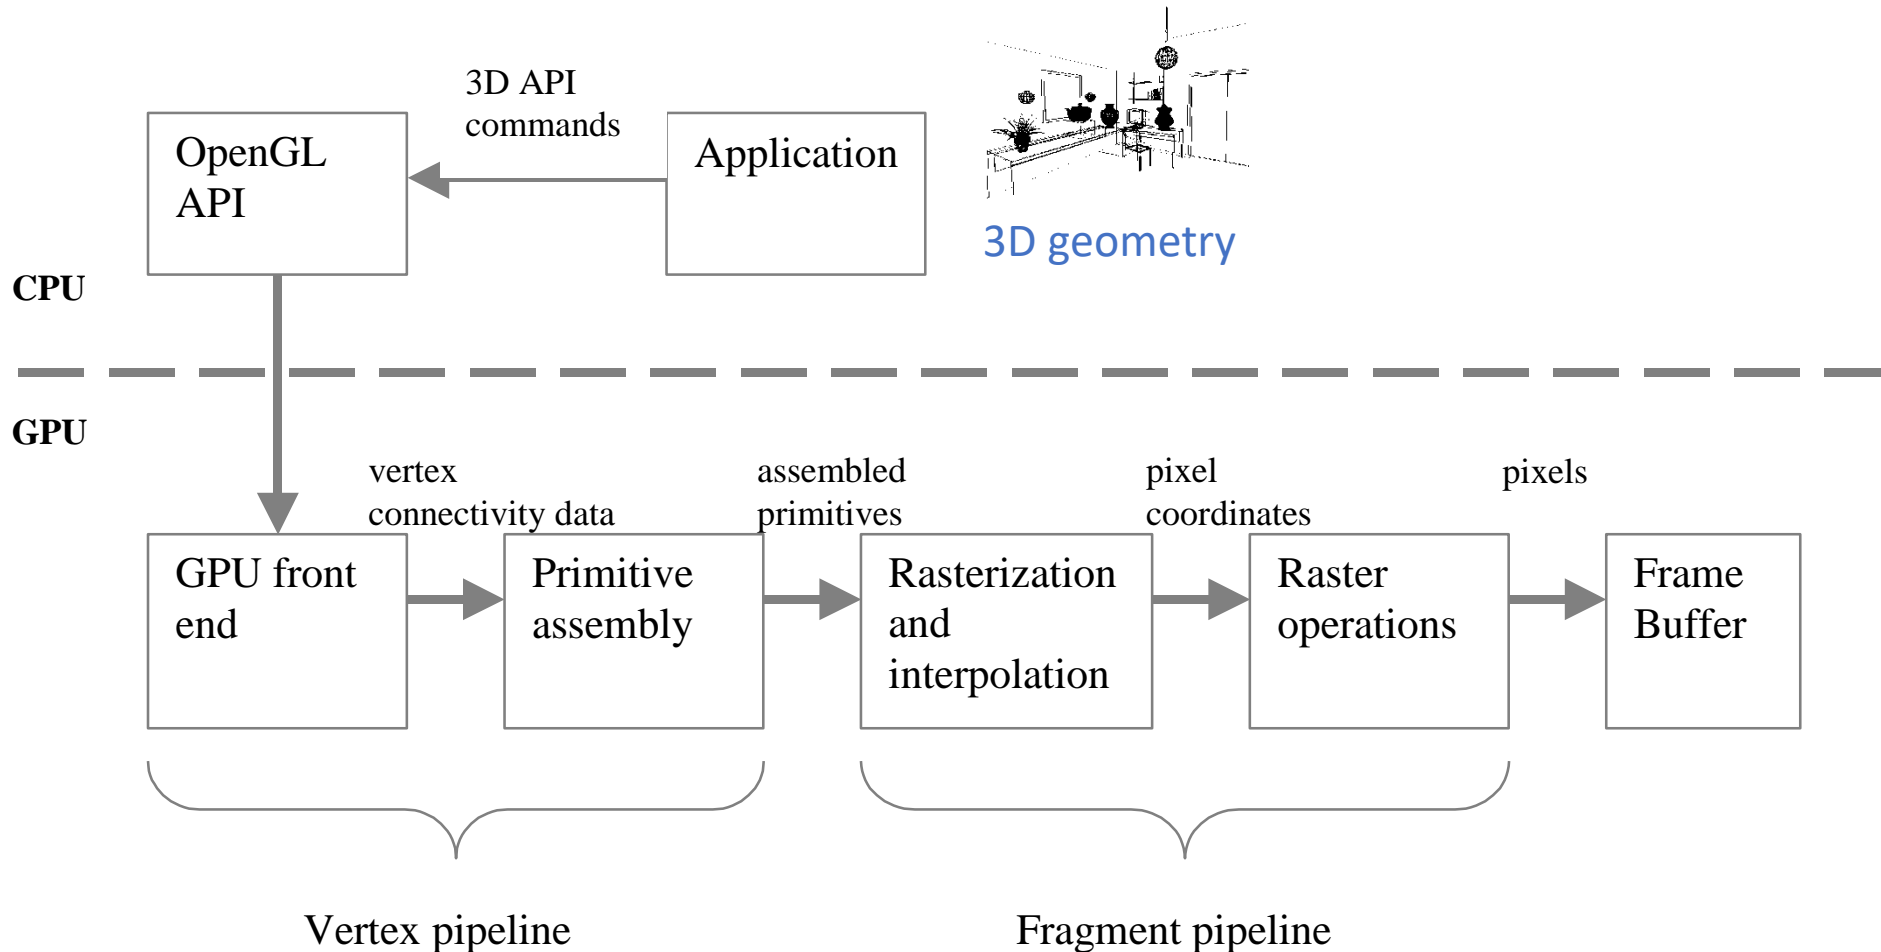 3D API
commands
OpenGL
API
Application
3D geometry
CPU
GPU
vertex
connectivity data
assembled
primitives
pixel
coordinates
pixels
GPU front
end
Primitive
assembly
Rasterization
and
interpolation
Raster
operations
Frame
Buffer
Vertex pipeline
Fragment pipeline